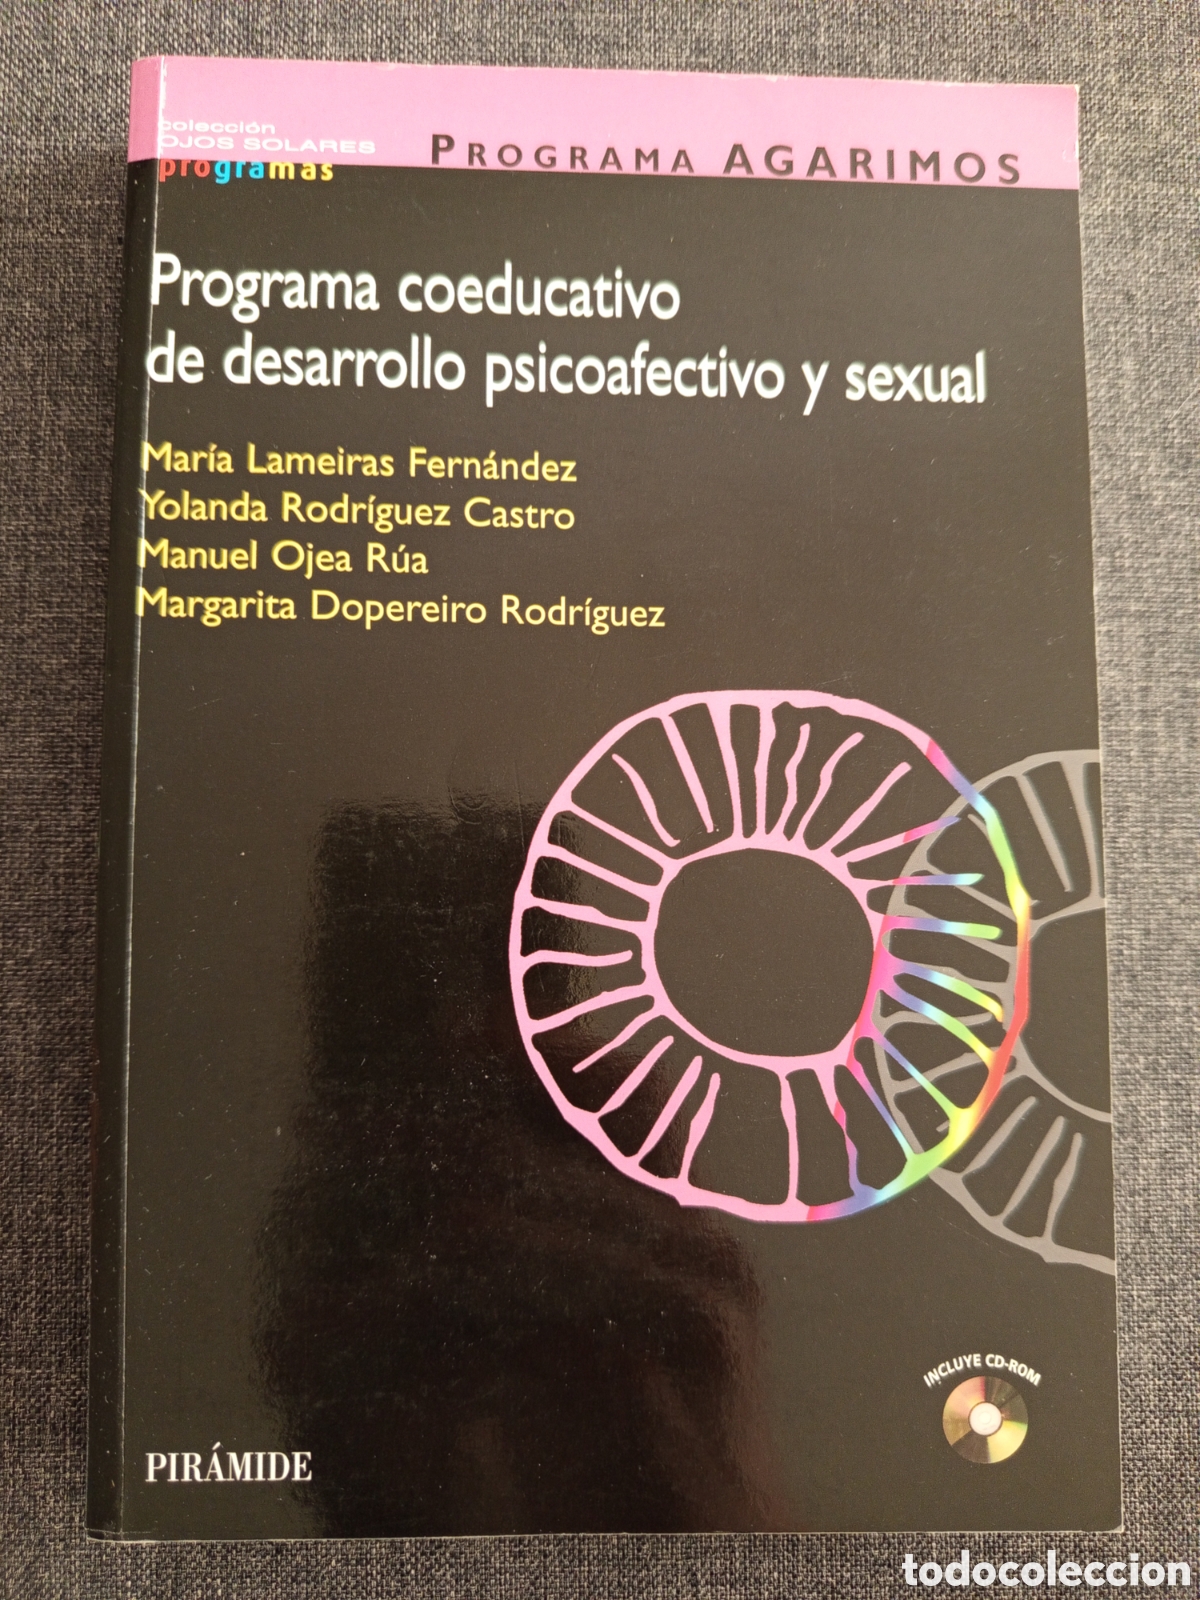 colección
OJOS SOLARES
programas
PROGRAMA AGARIMOS
Programa coeducativo
de desarrollo psicoafectivo y sexual
María Lameiras Fernández
Yolanda Rodríguez Castro
Manuel Ojea Rúa
Margarita Dopereiro Rodríguez
INCLUYE CD-ROM
PIRÁMIDE
todocoleccion